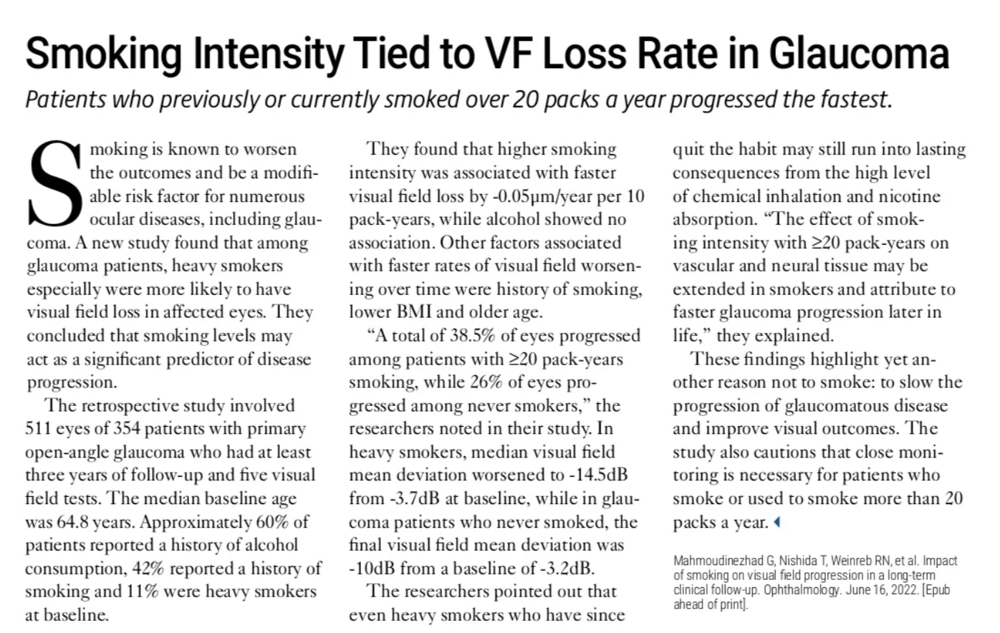 Smoking Intensity Tied to VF Loss Rate in Glaucoma
Patients who previously or currently smoked over 20 packs a year progressed the fastest.
Smoking is known to worsen
the outcomes and be a modifi-
able risk factor for numerous
ocular diseases, including glau-
coma. A new study found that among
glaucoma patients, heavy smokers
especially were more likely to have
visual field loss in affected eyes. They
concluded that smoking levels may
act as a significant predictor of disease
progression.
The retrospective study involved
511 eyes of 354 patients with primary
open-angle glaucoma who had at least
three years of follow-up and five visual
field tests. The median baseline age
was 64.8 years. Approximately 60% of
patients reported a history of alcohol
consumption, 42% reported a history of
smoking and 11% were heavy smokers
at baseline.
They found that higher smoking
intensity was associated with faster
visual field loss by -0.05µm/year per 10
pack-years, while alcohol showed no
association. Other factors associated
with faster rates of visual field worsen-
ing over time were history of smoking,
lower BMI and older age.
“A total of 38.5% of eyes progressed
among patients with ≥20 pack-years
smoking, while 26% of eyes pro-
gressed among never smokers,” the
researchers noted in their study. In
heavy smokers, median visual field
mean deviation worsened to -14.5dB
from -3.7dB at baseline, while in glau-
coma patients who never smoked, the
final visual field mean deviation was
-10dB from a baseline of -3.2dB.
The researchers pointed out that
even heavy smokers who have since
quit the habit may still run into lasting
consequences from the high level
of chemical inhalation and nicotine
absorption. “The effect of smok-
ing intensity with ≥20 pack-years on
vascular and neural tissue may be
extended in smokers and attribute to
faster glaucoma progression later in
life,” they explained.
These findings highlight yet an-
other reason not to smoke: to slow the
progression of glaucomatous disease
and improve visual outcomes. The
study also cautions that close moni-
toring is necessary for patients who
smoke or used to smoke more than 20
packs a year.
Mahmoudinezhad G, Nishida T, Weinreb RN, et al. Impact
of smoking on visual field progression in a long-term
clinical follow-up. Ophthalmology. June 16, 2022. [Epub
ahead of print].